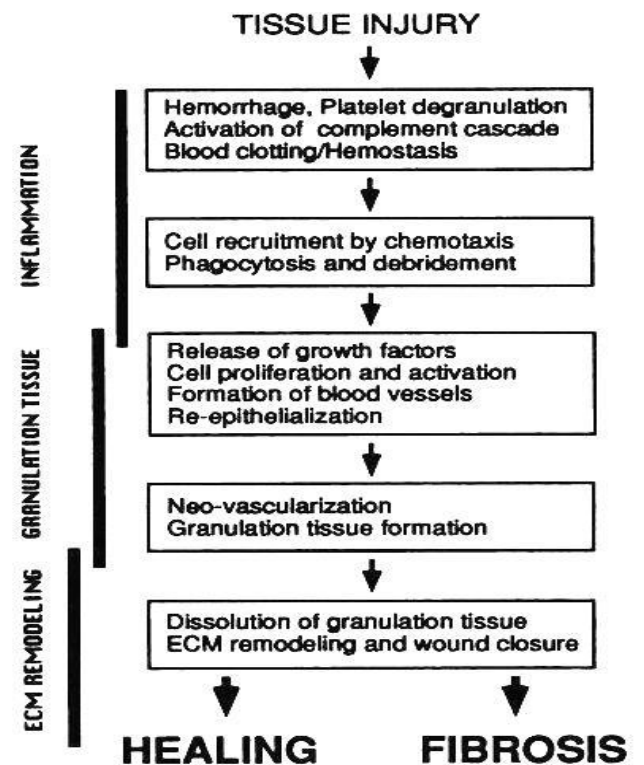 TISSUE INJURY
Hemorrhage, Platelet degranulation
Activation of complement cascade
Blood clotting/Hemostasis
Cell recruitment by chemotaxis
Phagocytosis and debridement
Release of growth factors
Cell proliferation and activation
Formation of blood vessels
Re-epithelialization
Neo-vascularization
Granulation tissue formation
Dissolution of granulation tissue
ECM remodeling and wound closure
HEALING
FIBROSIS
INFLAMMATION
GRANULATION TISSUE
ECM REMODELING